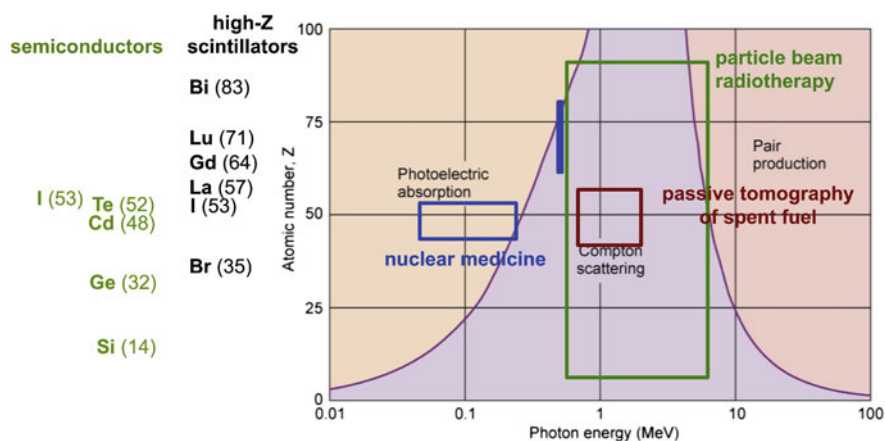 semiconductors
high-Z
scintillators
Bi (83)
Lu (71)
Gd (64)
La (57)
I (53)
Te (52)
I (53)
Cd (48)
Br (35)
Ge (32)
Si (14)
Atomic number, Z
100
75
50
25
0
particle beam
radiotherapy
Photoelectric
absorption
Pair
production
passive tomography
of spent fuel
nuclear medicine
Compton
scattering
0.01
0.1
1
10
100
Photon energy (MeV)